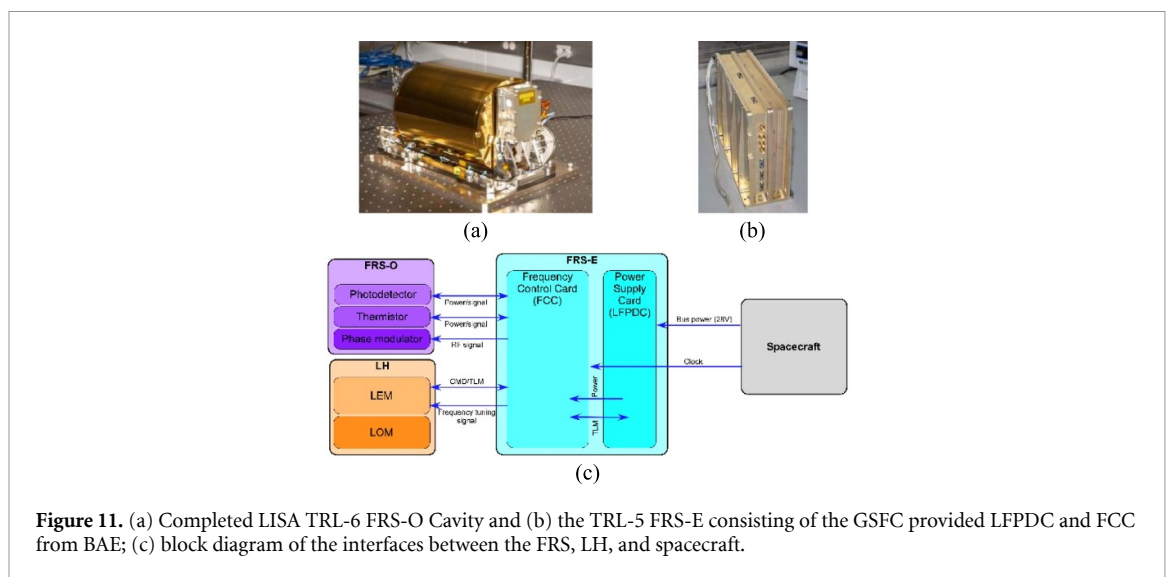 (a)
(b)
FRS-O
Photodetector
Thermistor
Phase modulator
Power/signal
Power/signal
RF signal
LH
LEM
LOM
CMD/TLM
Frequency tuning
signal
FRS-E
Frequency
Control Card
(FCC)
Power
Supply
Card
(LFPDC)
Power
TLM
Bus power (28V)
Clock
Spacecraft
(c)
Figure 11. (a) Completed LISA TRL-6 FRS-O Cavity and (b) the TRL-5 FRS-E consisting of the GSFC provided LFPDC and FCC
from BAE; (c) block diagram of the interfaces between the FRS, LH, and spacecraft.